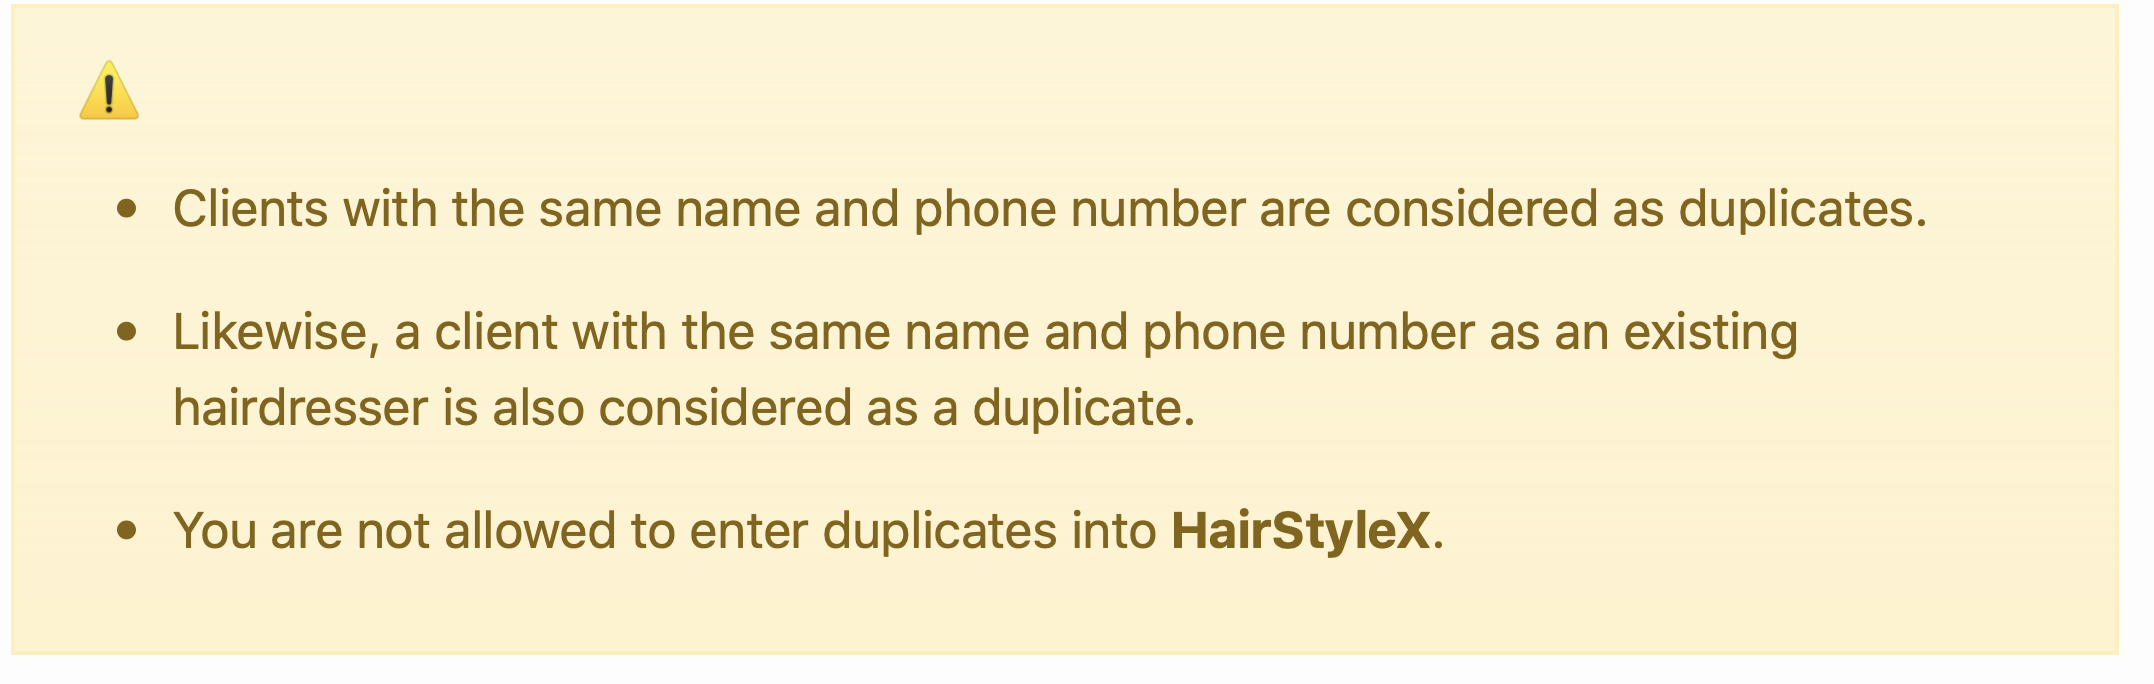 Clients with the same name and phone number are considered as duplicates.
Likewise, a client with the same name and phone number as an existing
hairdresser is also considered as a duplicate.
You are not allowed to enter duplicates into HairStyleX.